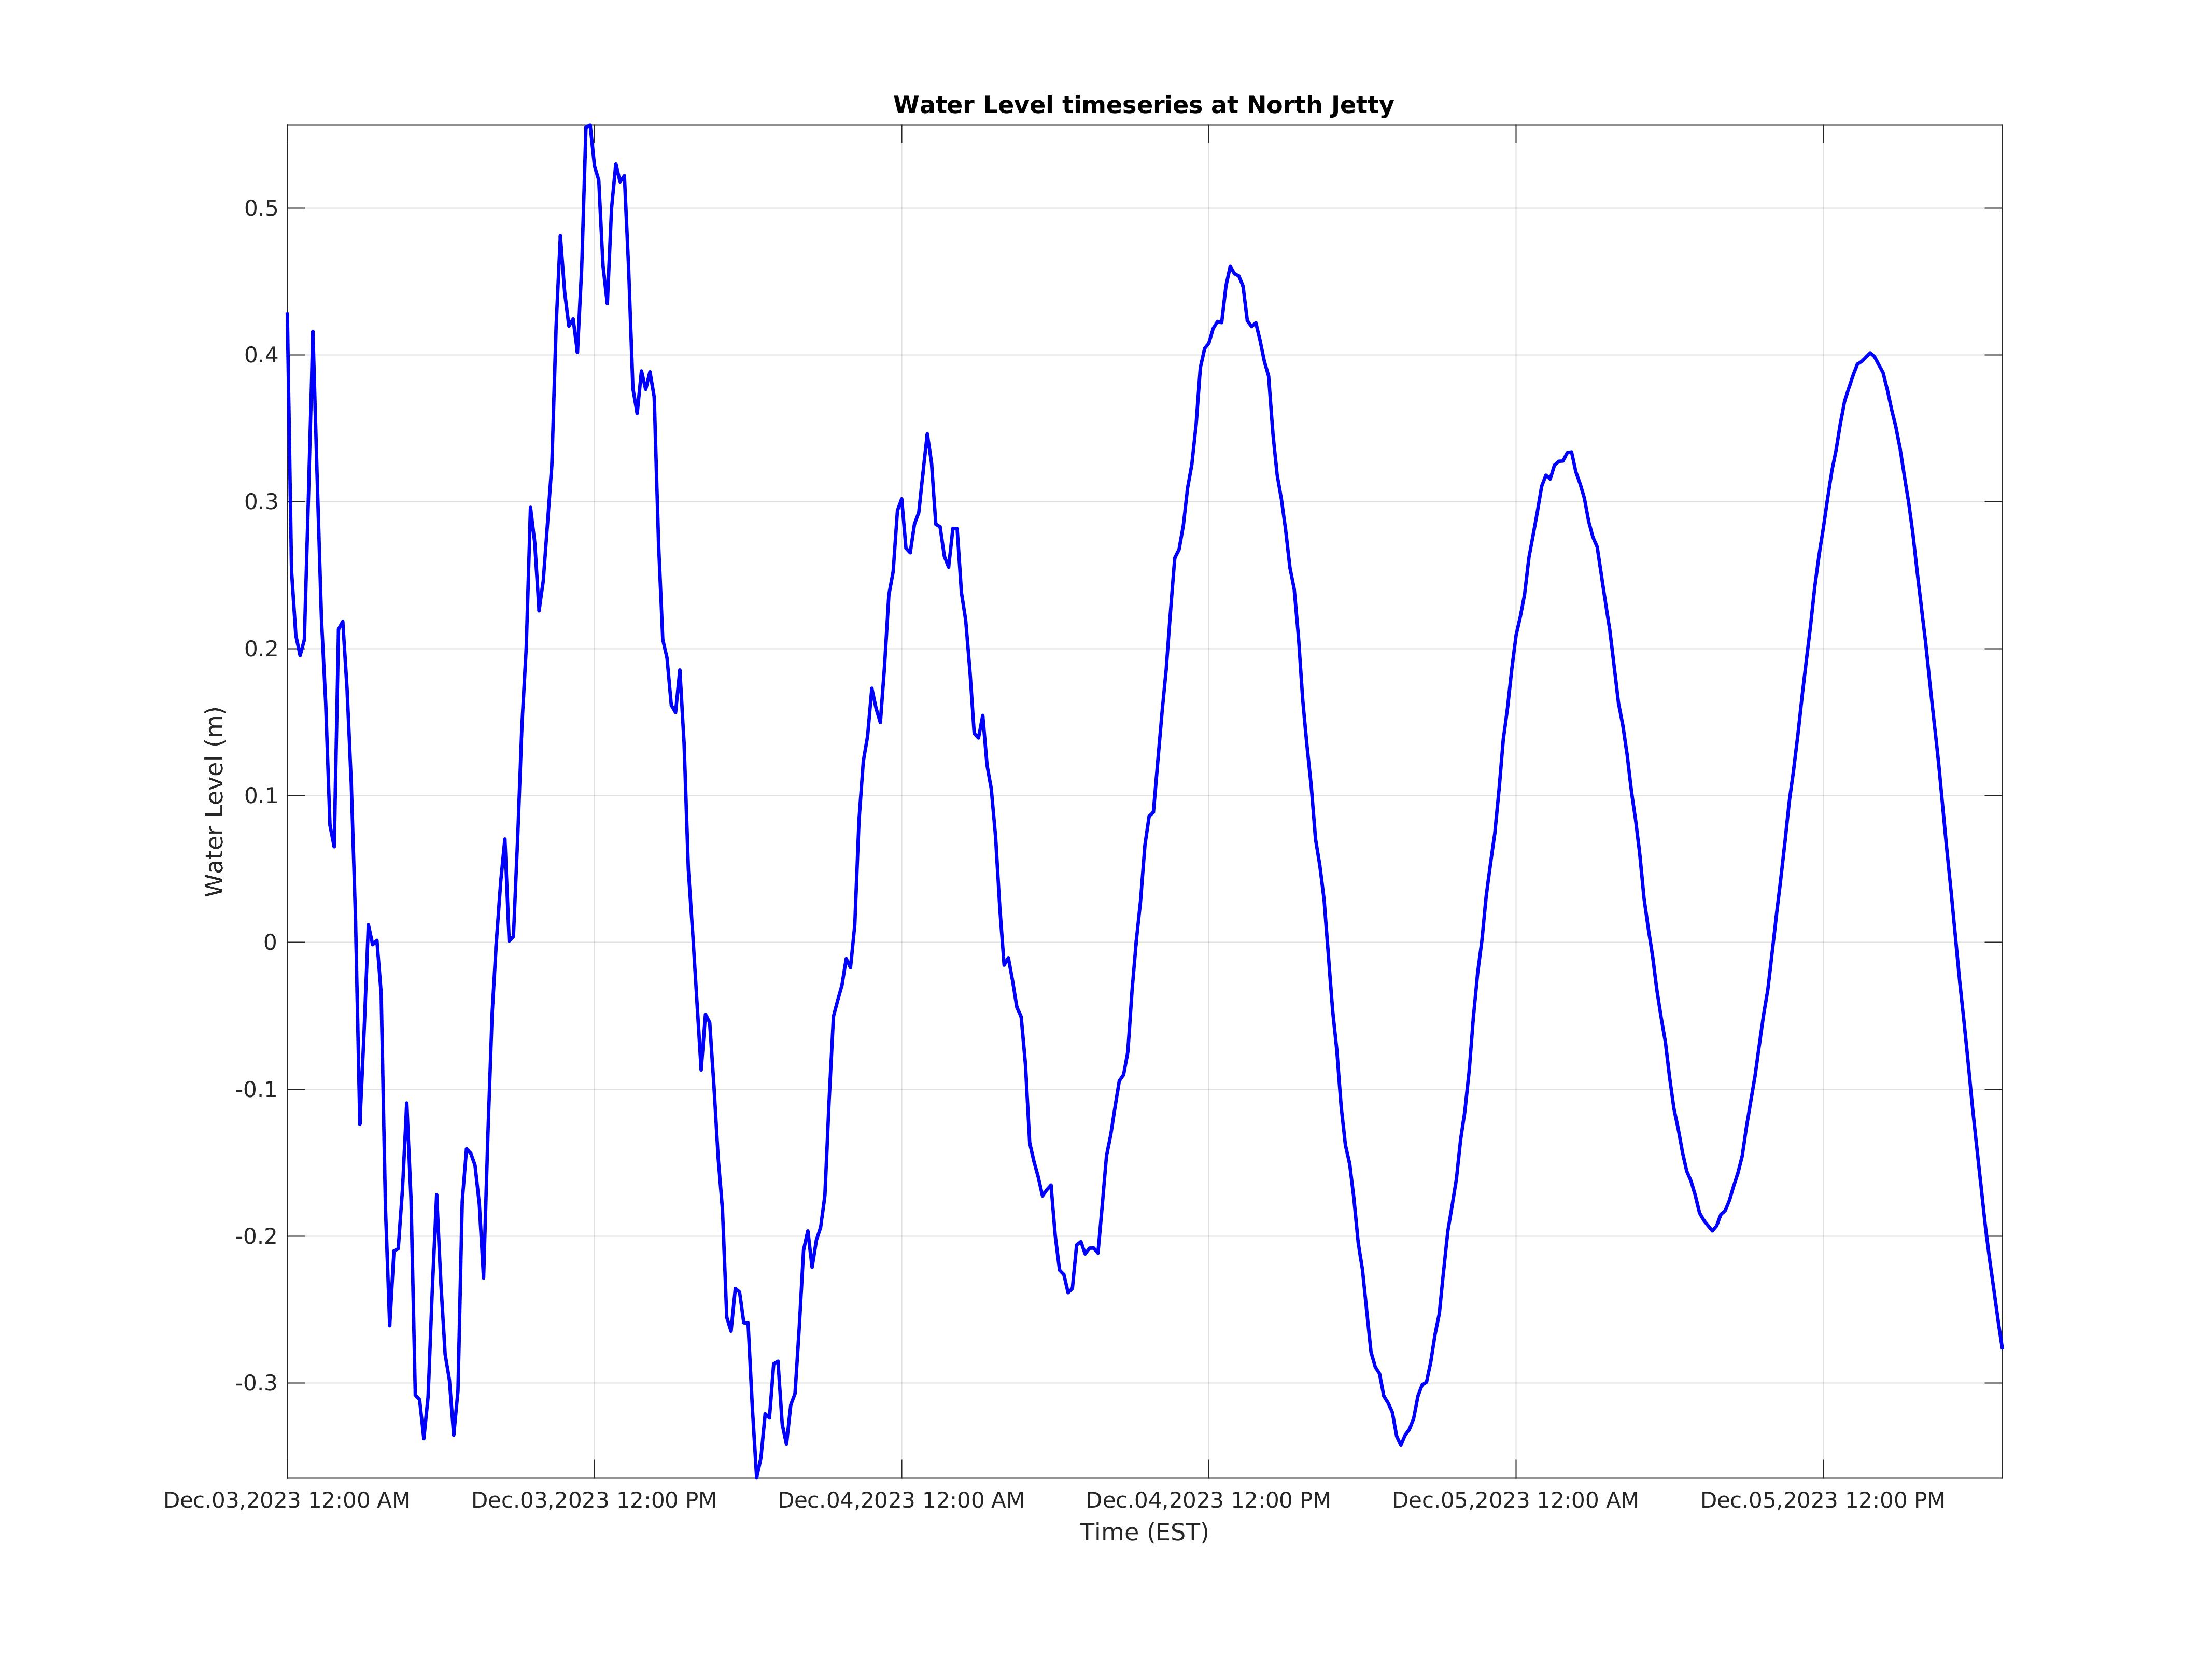 Water Level timeseries at North Jetty
0.5
0.4
0.3
0.2
0.1
0
-0.1
-0.2
-0.3
Water Level (m)
Dec.03,2023 12:00 AM
Dec.03,2023 12:00 PM
Dec.04,2023 12:00 AM
Dec.04,2023 12:00 PM
Dec.05,2023 12:00 AM
Dec.05,2023 12:00 PM
Time (EST)